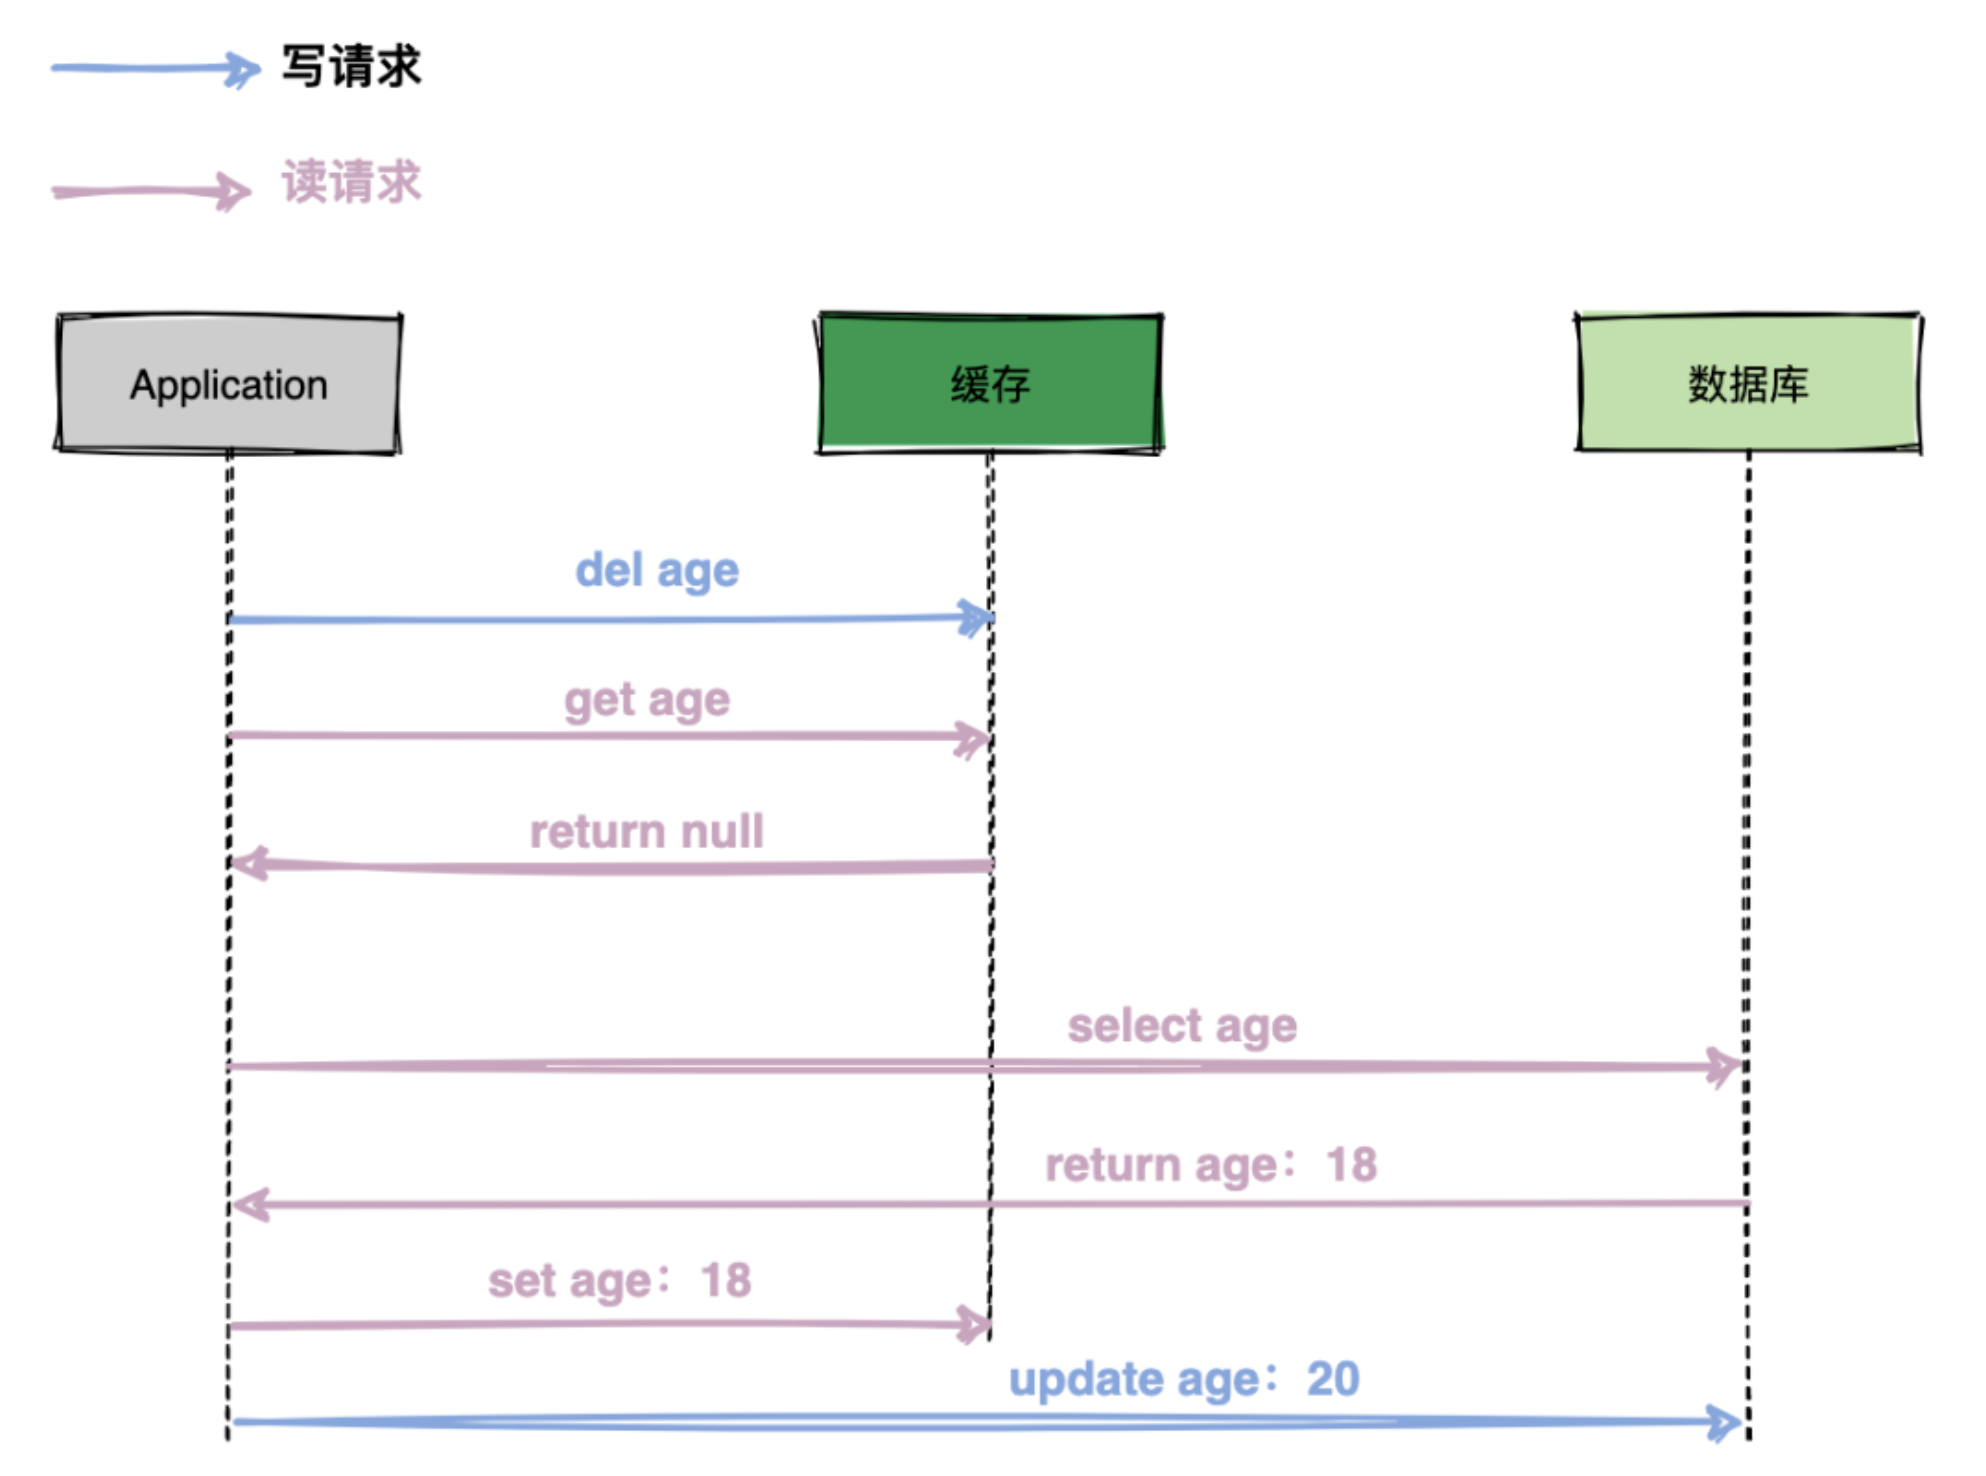 写请求
读请求
Application
缓存
数据库
del age
get age
return null
select age
return age：18
set age：18
update age：20